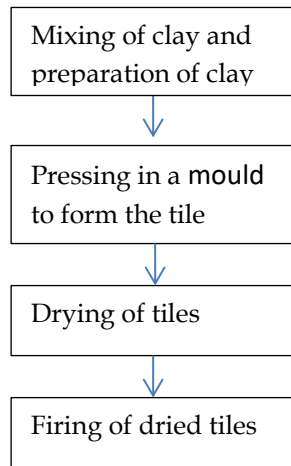 Mixing of clay and
preparation of clay
Pressing in a mould
to form the tile
Drying of tiles
Firing of dried tiles